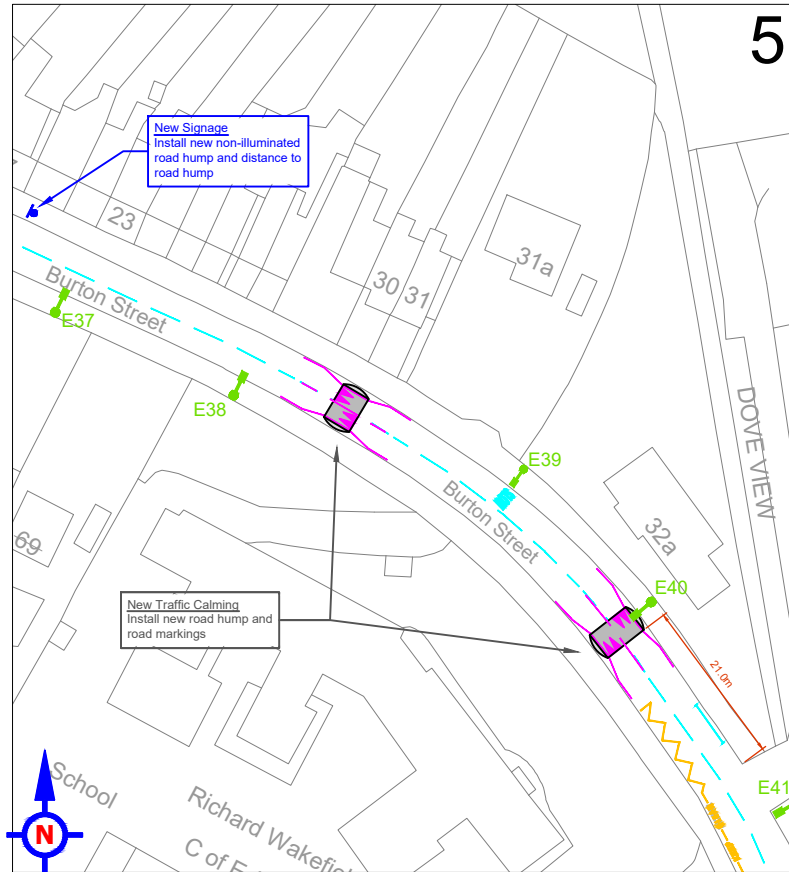 5
New Signage
Install new non-illuminated
road hump and distance to
road hump
23
30 31
31a
Burton Street
E37
E38
E39
Burton Street
DOVE VIEW
32a
E40
69
New Traffic Calming
Install new road hump and
road markings
21.0m
E41
School
Richard Wakefie
C of E
N